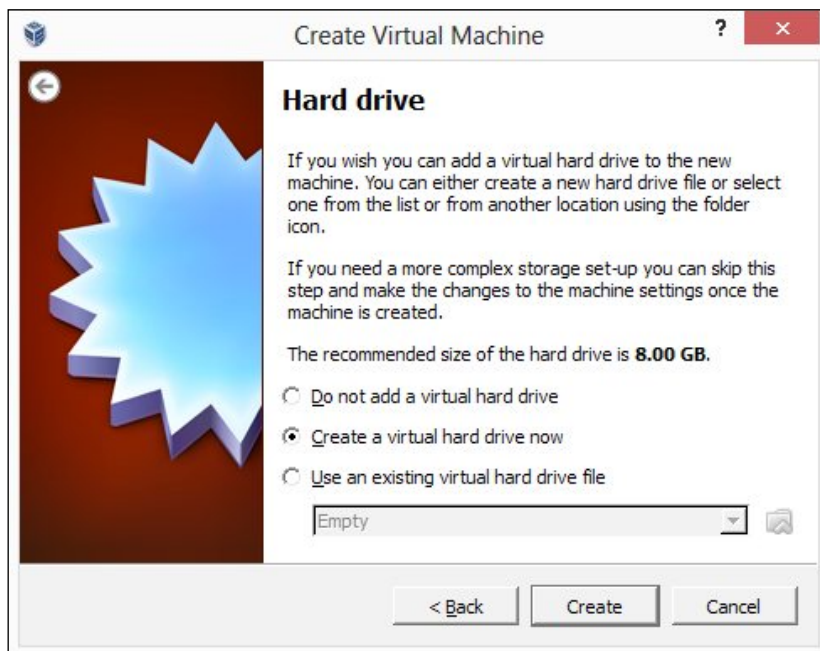 Create Virtual Machine
?
Hard drive
If you wish you can add a virtual hard drive to the new
machine. You can either create a new hard drive file or select
one from the list or from another location using the folder
icon.
If you need a more complex storage set-up you can skip this
step and make the changes to the machine settings once the
machine is created.
The recommended size of the hard drive is 8.00 GB.
Do not add a virtual hard drive
Create a virtual hard drive now
Use an existing virtual hard drive file
Empty
< Back Create Cancel